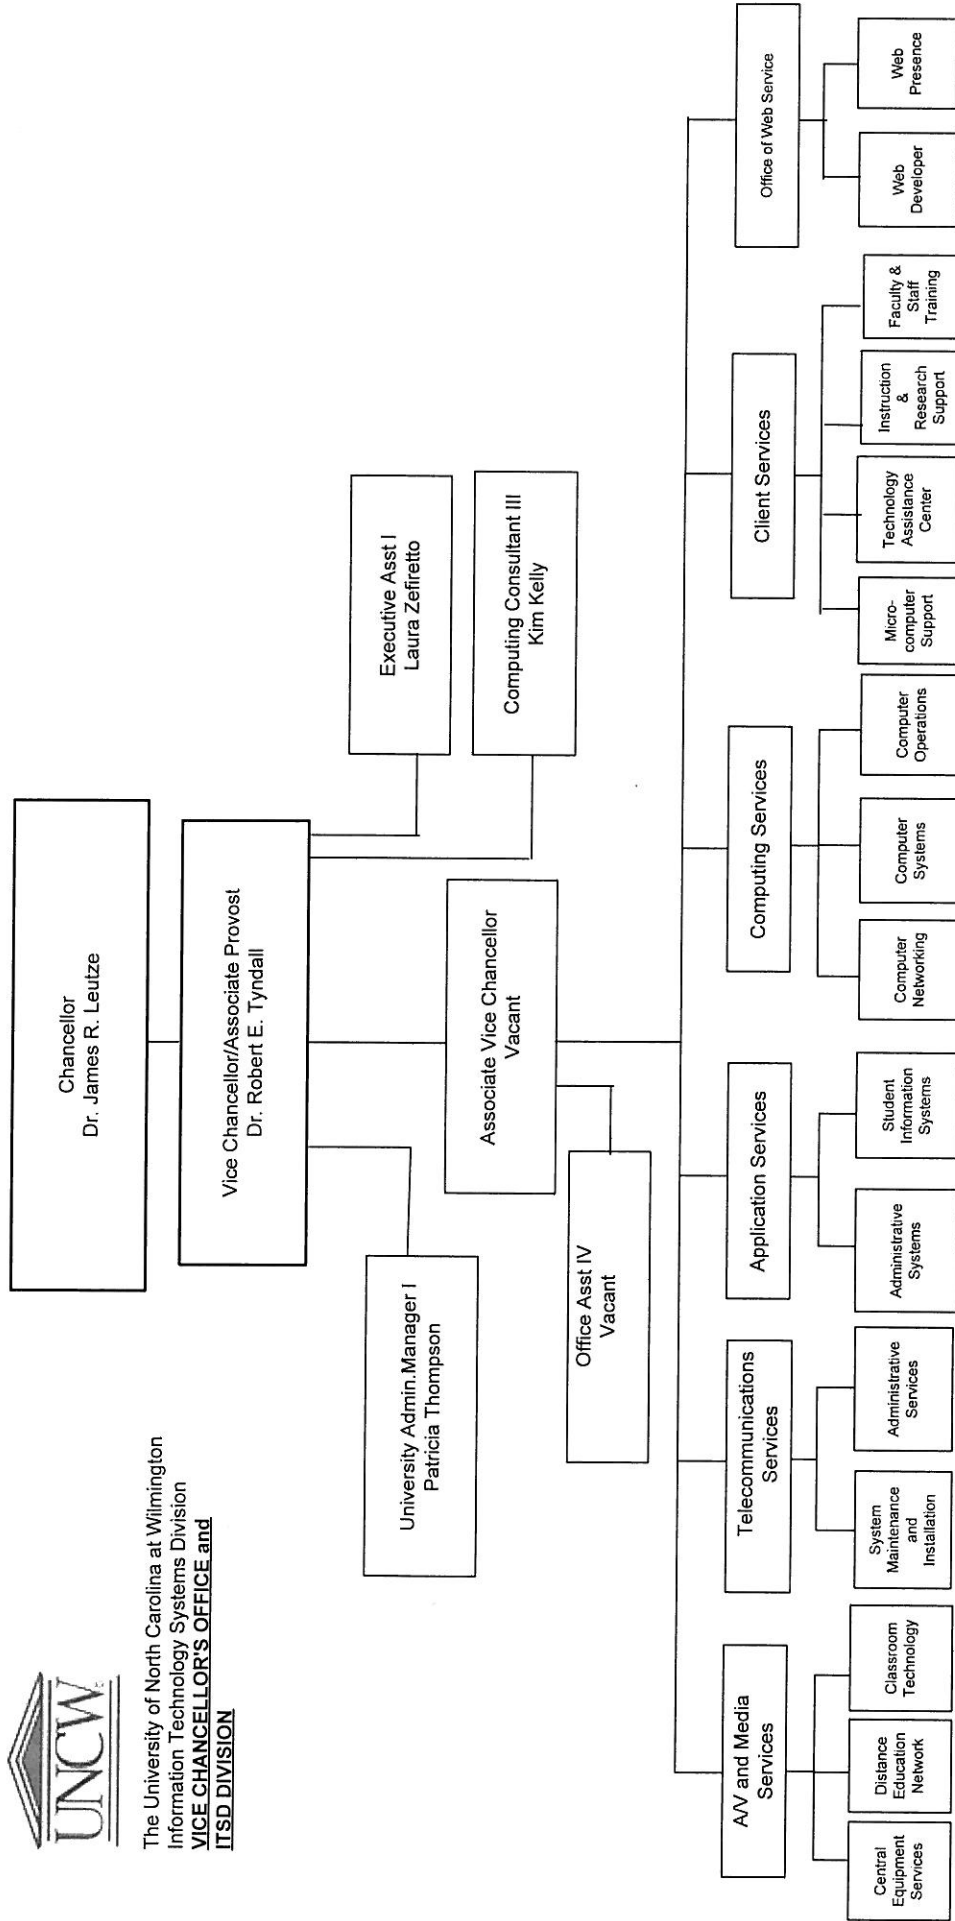 UNCW
The University of North Carolina at Wilmington
Information Technology Systems Division
VICE CHANCELLOR'S OFFICE and
ITSD DIVISION
Chancellor
Dr. James R. Leutze
Vice Chancellor/Associate Provost
Dr. Robert E. Tyndall
University Admin.Manager I
Patricia Thompson
Executive Asst I
Laura Zefiretto
Computing Consultant III
Kim Kelly
Associate Vice Chancellor
Vacant
Office Asst IV
Vacant
A/V and Media
Services
Telecommunications
Services
Application Services
Computing Services
Client Services
Office of Web Service
Central
Equipment
Services
Distance
Education
Network
Classroom
Technology
System
Maintenance
and
Installation
Administrative
Services
Administrative
Systems
Student
Information
Systems
Computer
Networking
Computer
Systems
Computer
Operations
Micro-
computer
Support
Technology
Assistance
Center
Instruction
&
Research
Support
Faculty &
Staff
Training
Web
Developer
Web
Presence